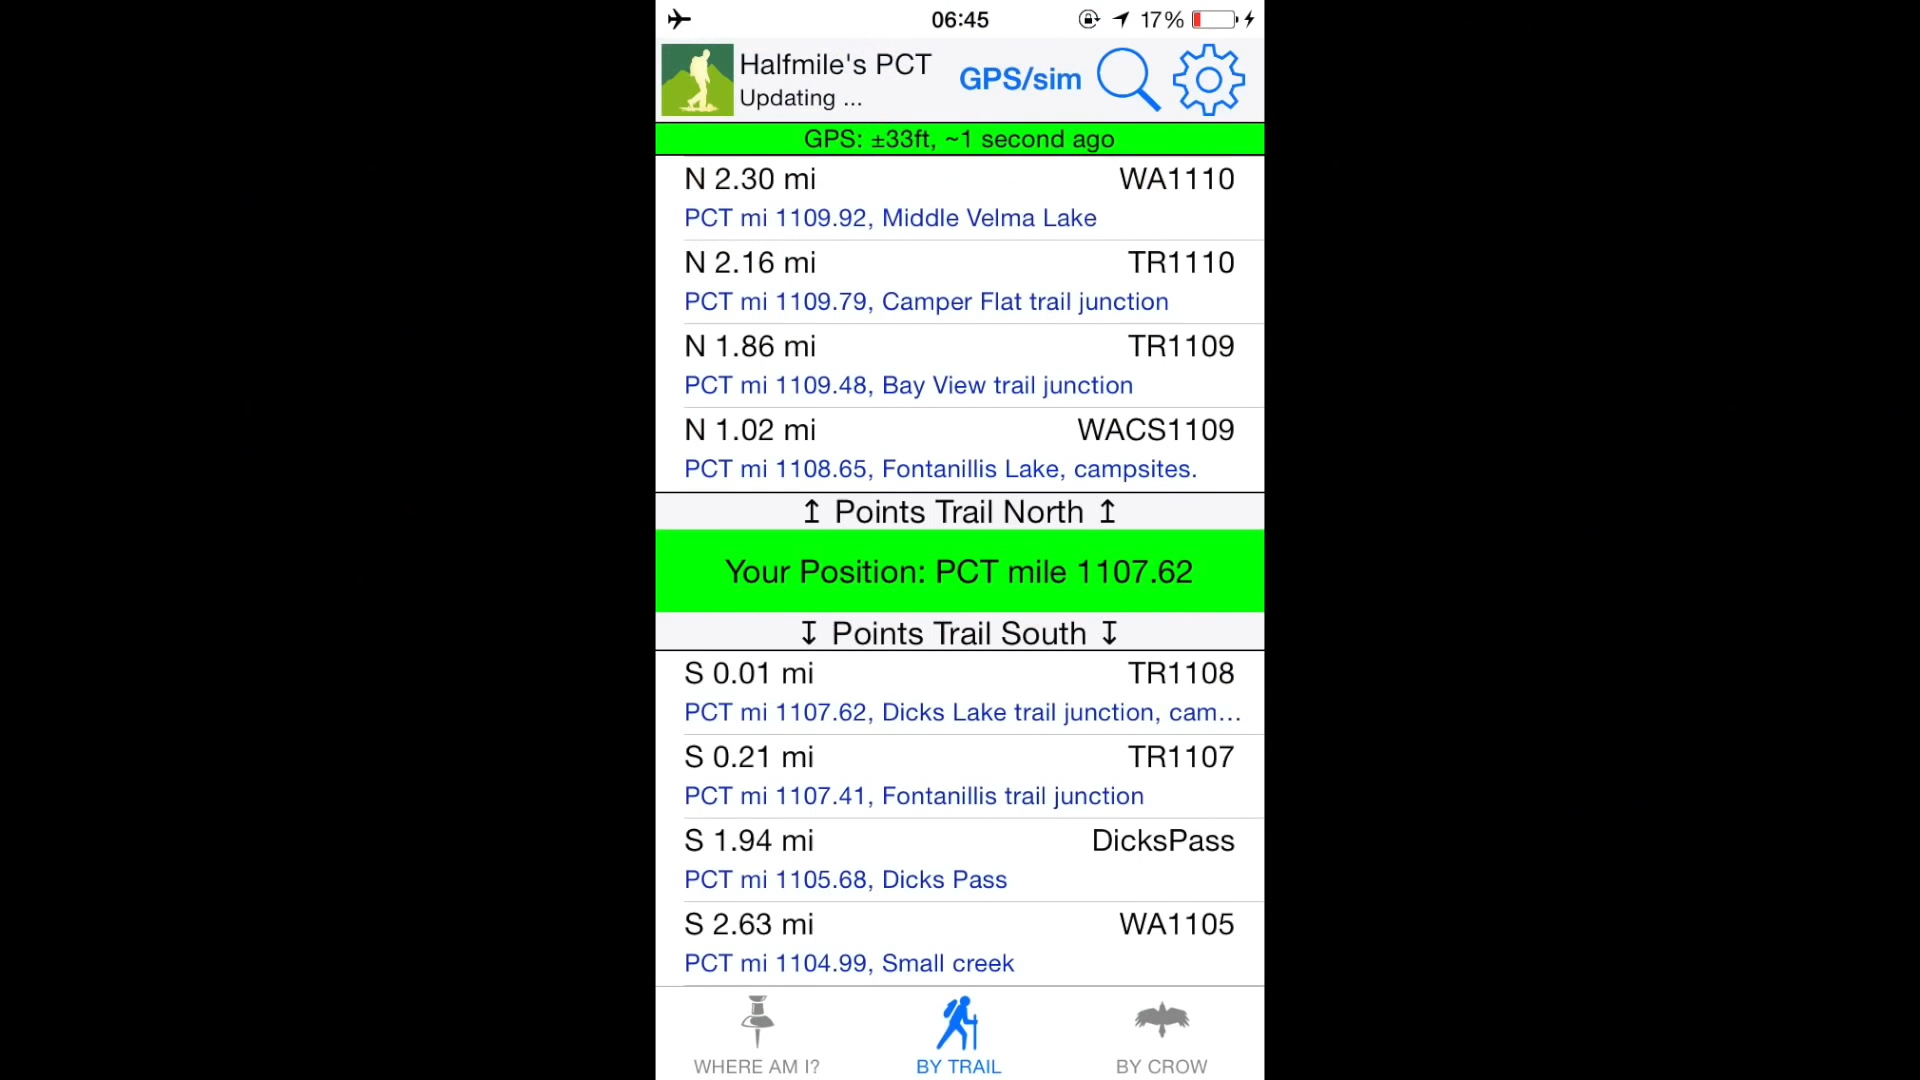 06:45
17%
Halfmile's PCT
Updating ...
GPS/sim
GPS: ±33ft, ~1 second ago
N 2.30 mi WA1110
PCT mi 1109.92, Middle Velma Lake
N 2.16 mi TR1110
PCT mi 1109.79, Camper Flat trail junction
N 1.86 mi TR1109
PCT mi 1109.48, Bay View trail junction
N 1.02 mi WACS1109
PCT mi 1108.65, Fontanillis Lake, campsites.
↥ Points Trail North ↥
Your Position: PCT mile 1107.62
↧ Points Trail South ↧
S 0.01 mi TR1108
PCT mi 1107.62, Dicks Lake trail junction, cam...
S 0.21 mi TR1107
PCT mi 1107.41, Fontanillis trail junction
S 1.94 mi DicksPass
PCT mi 1105.68, Dicks Pass
S 2.63 mi WA1105
PCT mi 1104.99, Small creek
WHERE AM I? BY TRAIL BY CROW